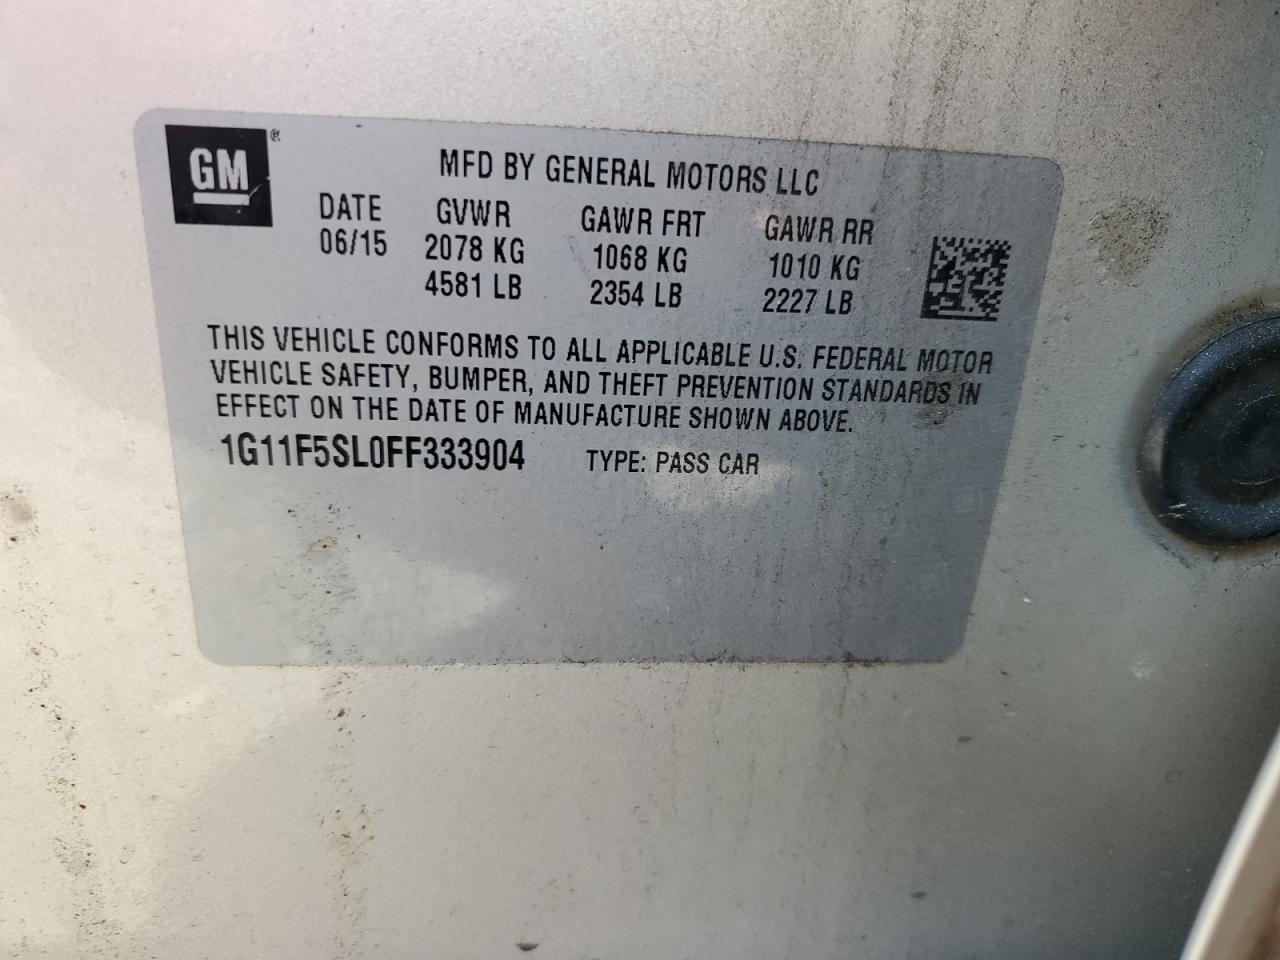 GM ®
MFD BY GENERAL MOTORS LLC
DATE GVWR GAWR FRT GAWR RR
06/15 2078 KG 1068 KG 1010 KG
4581 LB 2354 LB 2227 LB
THIS VEHICLE CONFORMS TO ALL APPLICABLE U.S. FEDERAL MOTOR
VEHICLE SAFETY, BUMPER, AND THEFT PREVENTION STANDARDS IN
EFFECT ON THE DATE OF MANUFACTURE SHOWN ABOVE.
1G11F5SL0FF333904 TYPE: PASS CAR